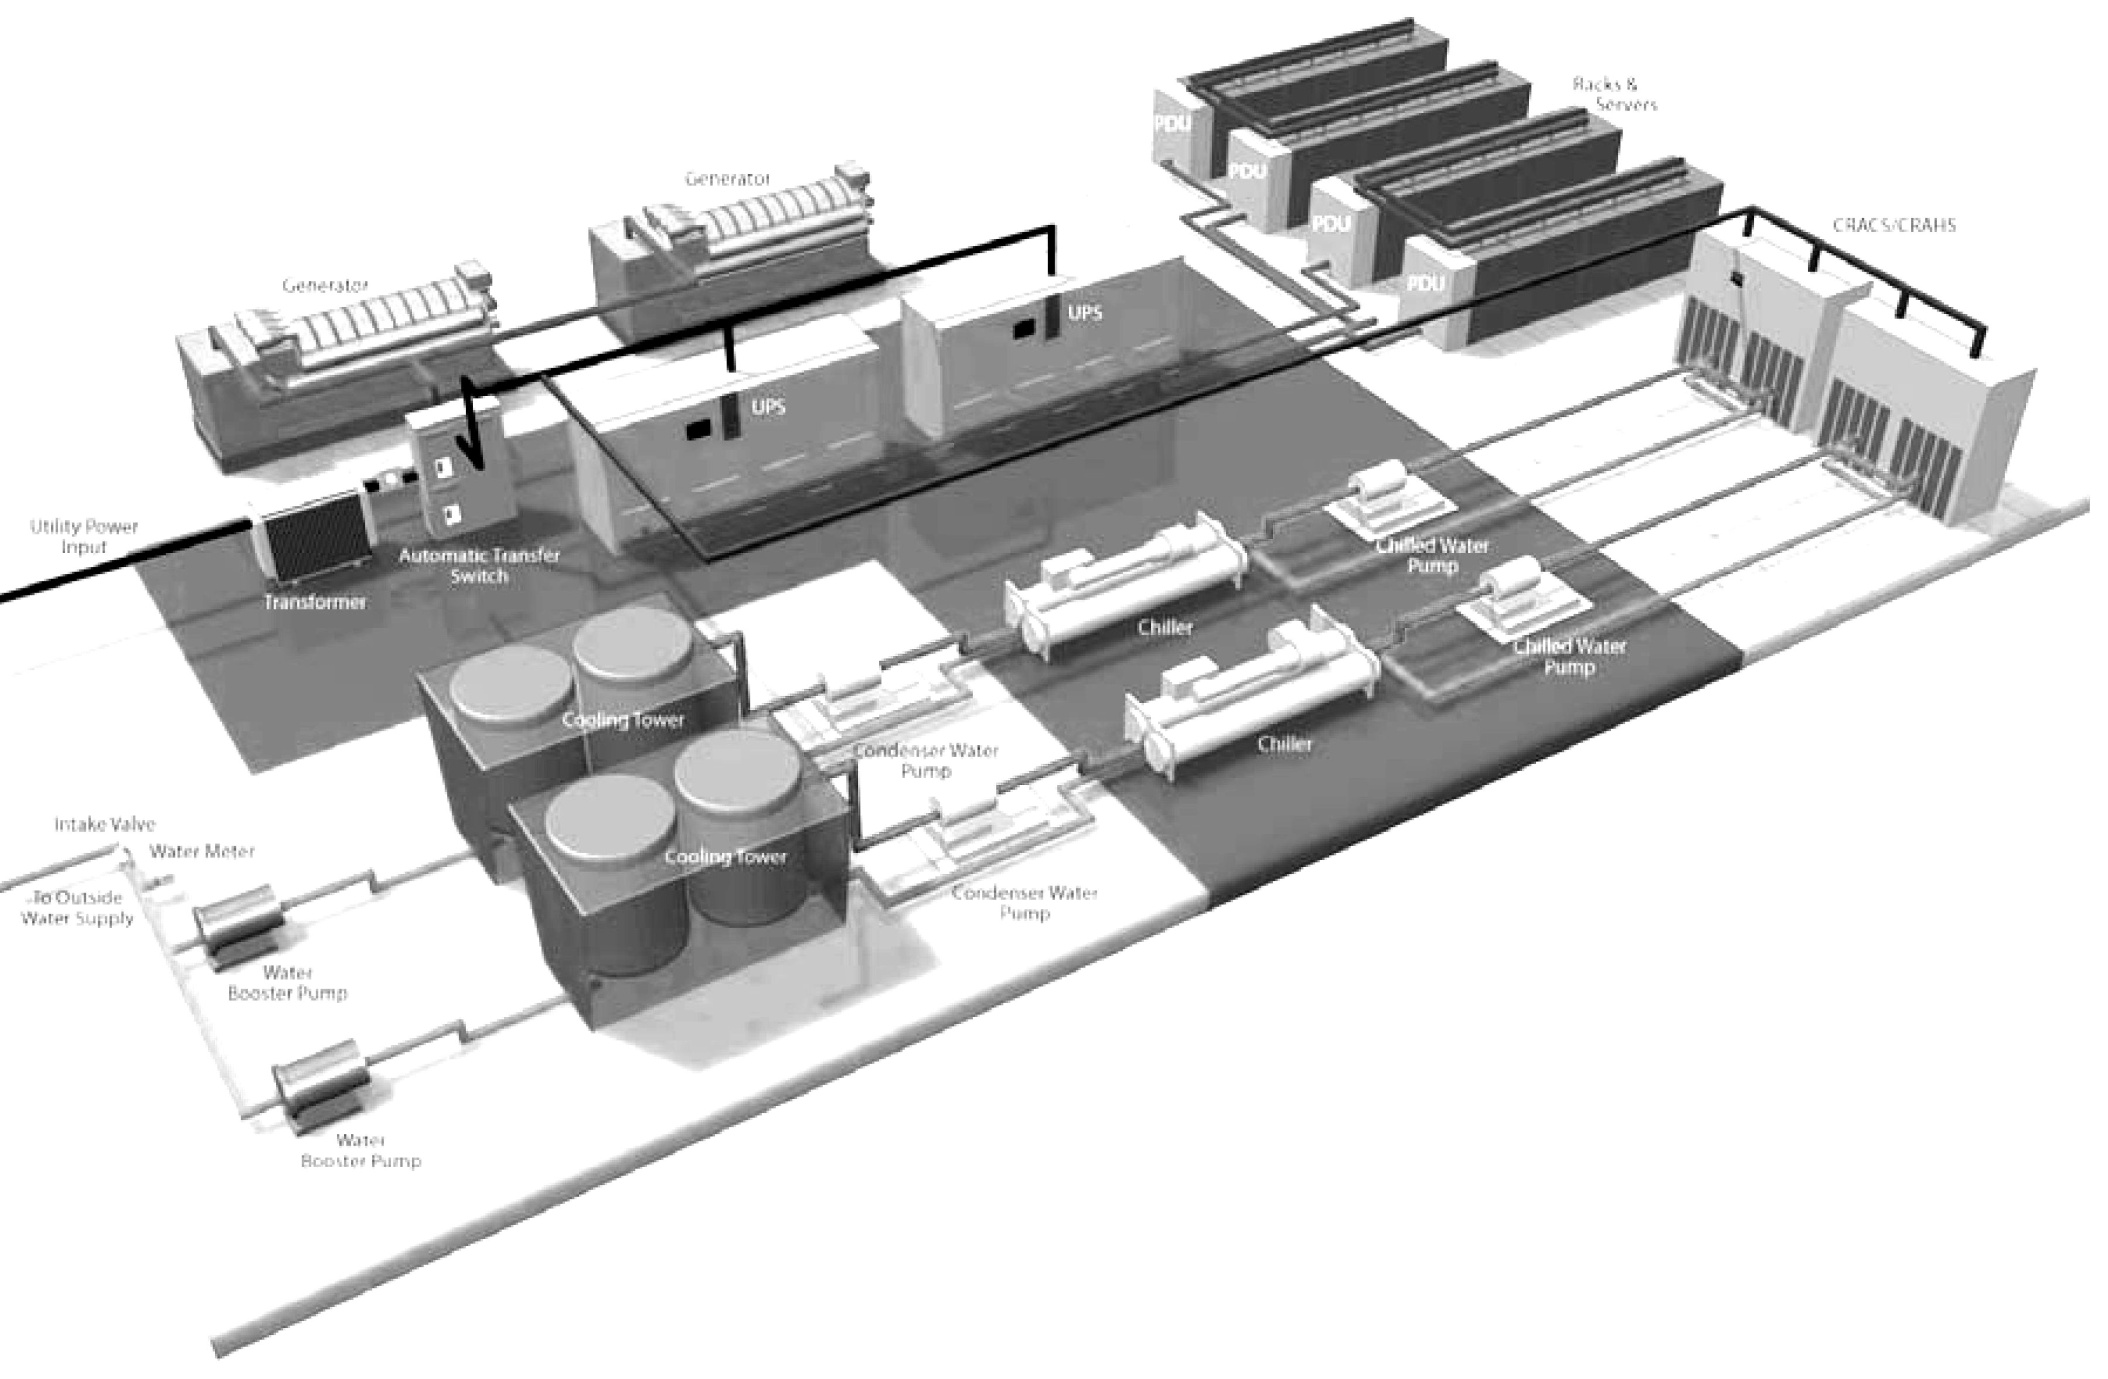 Racks &
Servers
PDU
PDU
PDU
PDU
Generator
Generator
CRACS/CRAHS
UPS
UPS
Utility Power
Input
Automatic Transfer
Switch
Transformer
Chilled Water
Pump
Chilled Water
Pump
Chiller
Chiller
Cooling Tower
Cooling Tower
Condenser Water
Pump
Condenser Water
Pump
Intake Valve
Water Meter
To Outside
Water Supply
Water
Booster Pump
Water
Booster Pump